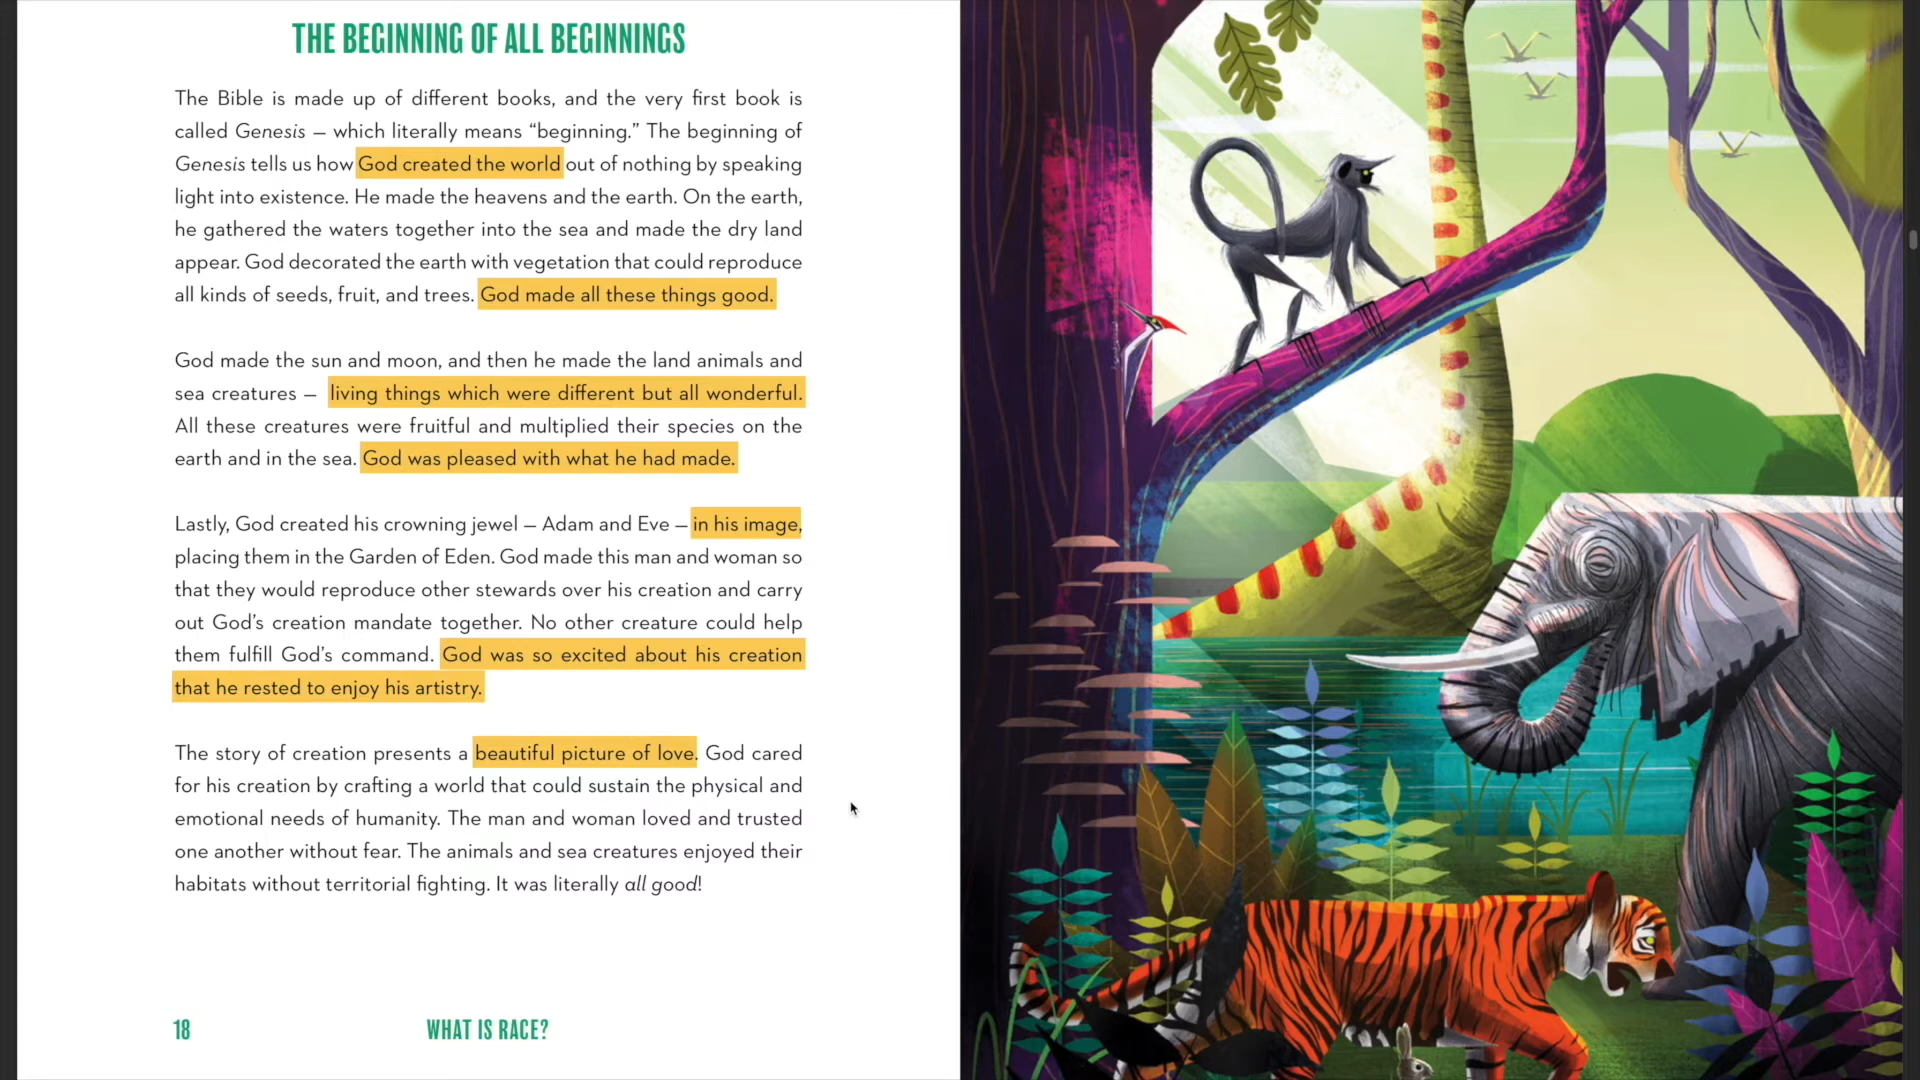 THE BEGINNING OF ALL BEGINNINGS
The Bible is made up of different books, and the very first book is
called Genesis – which literally means “beginning.” The beginning of
Genesis tells us how God created the world out of nothing by speaking
light into existence. He made the heavens and the earth. On the earth,
he gathered the waters together into the sea and made the dry land
appear. God decorated the earth with vegetation that could reproduce
all kinds of seeds, fruit, and trees. God made all these things good.
God made the sun and moon, and then he made the land animals and
sea creatures – living things which were different but all wonderful.
All these creatures were fruitful and multiplied their species on the
earth and in the sea. God was pleased with what he had made.
Lastly, God created his crowning jewel – Adam and Eve – in his image,
placing them in the Garden of Eden. God made this man and woman so
that they would reproduce other stewards over his creation and carry
out God’s creation mandate together. No other creature could help
them fulfill God’s command. God was so excited about his creation
that he rested to enjoy his artistry.
The story of creation presents a beautiful picture of love. God cared
for his creation by crafting a world that could sustain the physical and
emotional needs of humanity. The man and woman loved and trusted
one another without fear. The animals and sea creatures enjoyed their
habitats without territorial fighting. It was literally all good!
18 WHAT IS RACE?